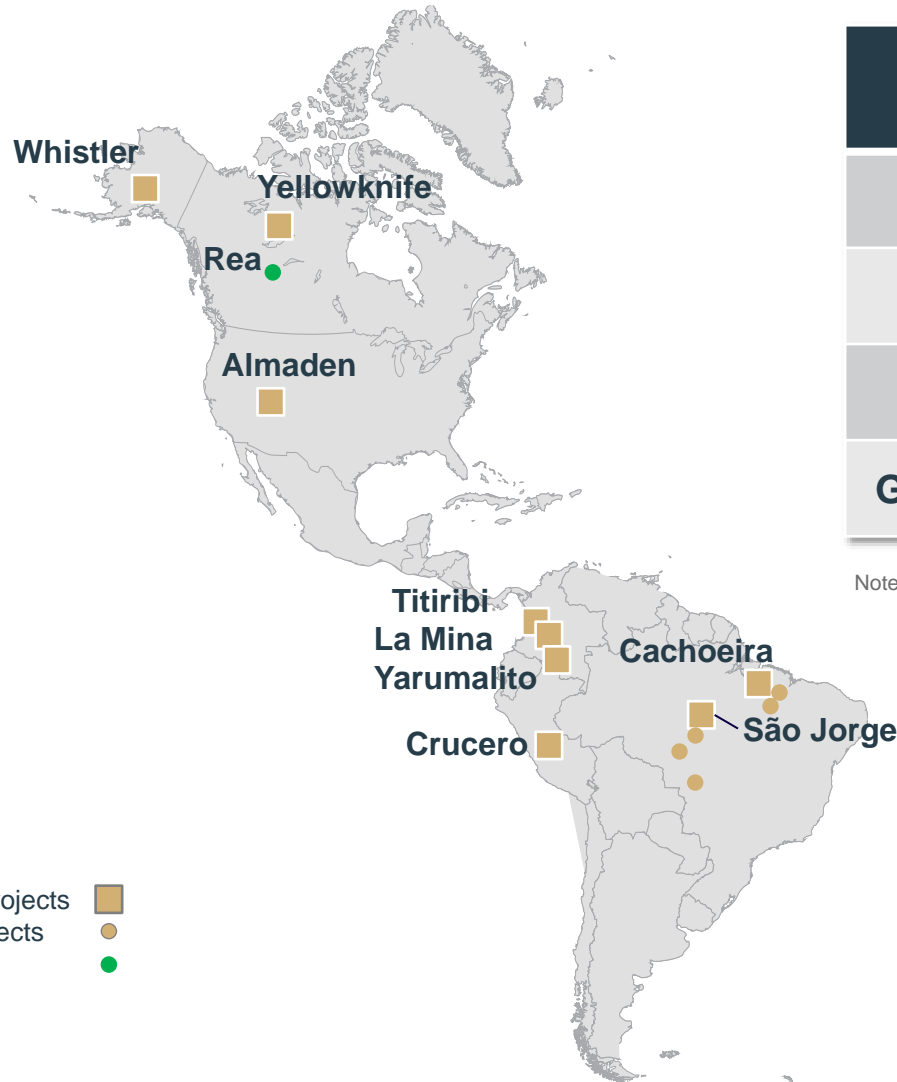 Whistler
Yellowknife
Rea
Almaden
G
Note
Titiribi
La Mina
Cachoeira
Yarumalito
São Jorge
Crucero
ojects
ects